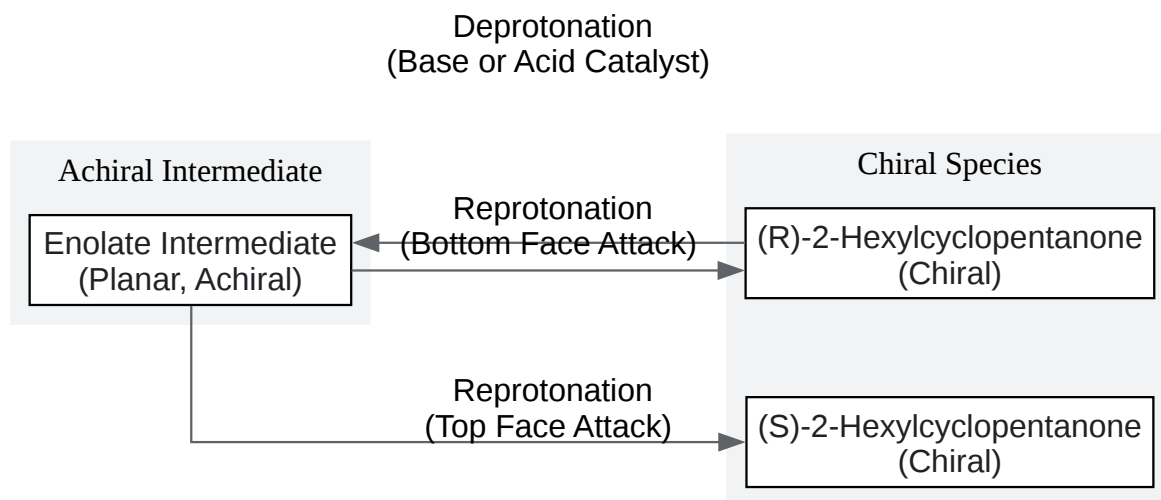 Deprotonation
(Base or Acid Catalyst)
Achiral Intermediate
Chiral Species
Enolate Intermediate
(Planar, Achiral)
Reprotonation
(Bottom Face Attack)
(R)-2-Hexylcyclopentanone
(Chiral)
Reprotonation
(Top Face Attack)
(S)-2-Hexylcyclopentanone
(Chiral)